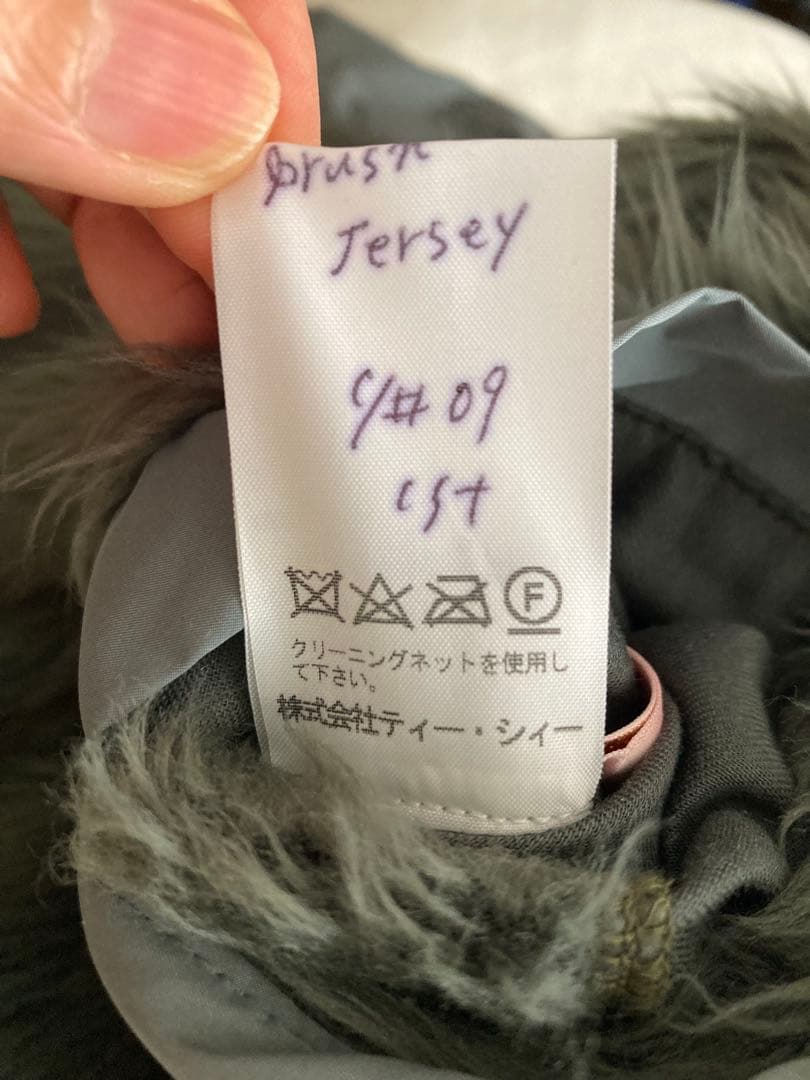 brush
Jersey
C/# 09
cst
F
クリーニングネットを使用し
て下さい。
株式会社ティー・シィー